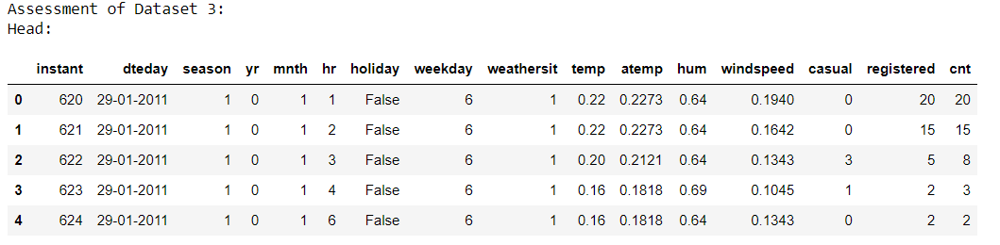 Assessment of Dataset 3:
Head:
instant dteday season yr mnth hr holiday weekday weathersit temp atemp hum windspeed casual registered cnt
0 620 29-01-2011 1 0 1 1 False 6 1 0.22 0.2273 0.64 0.1940 0 20 20
1 621 29-01-2011 1 0 1 2 False 6 1 0.22 0.2273 0.64 0.1642 0 15 15
2 622 29-01-2011 1 0 1 3 False 6 1 0.20 0.2121 0.64 0.1343 3 5 8
3 623 29-01-2011 1 0 1 4 False 6 1 0.16 0.1818 0.69 0.1045 1 2 3
4 624 29-01-2011 1 0 1 6 False 6 1 0.16 0.1818 0.64 0.1343 0 2 2